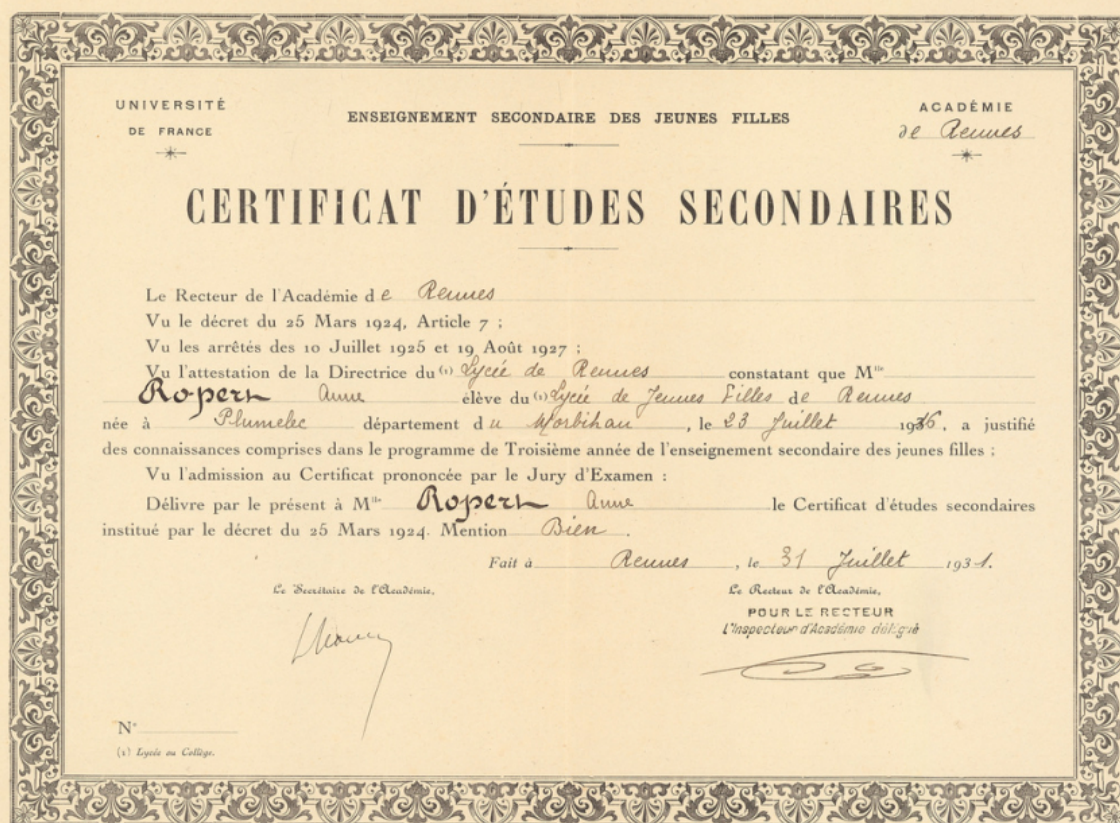 UNIVERSITÉ
DE FRANCE
ENSEIGNEMENT SECONDAIRE DES JEUNES FILLES
ACADÉMIE
de Rennes
CERTIFICAT D'ÉTUDES SECONDAIRES
Le Recteur de l'Académie de Rennes
Vu le décret du 25 Mars 1924, Article 7 ;
Vu les arrêtés des 10 Juillet 1925 et 19 Août 1927 ;
Vu l'attestation de la Directrice du (1) Lycée de Rennes constatant que Mlle
Ropert Anne élève du (1) Lycée de Jeunes Filles de Rennes
née à Plumelec département du Morbihan, le 23 Juillet 1916, a justifié
des connaissances comprises dans le programme de Troisième année de l'enseignement secondaire des jeunes filles ;
Vu l'admission au Certificat prononcée par le Jury d'Examen :
Délivre par le présent à Mlle Ropert Anne le Certificat d'études secondaires
institué par le décret du 25 Mars 1924. Mention Bien.
Fait à Rennes, le 31 Juillet 1931.
Le Secrétaire de l'Académie,
Le Recteur de l'Académie,
POUR LE RECTEUR
l'Inspecteur d'Académie délégué
N°
(1) Lycée ou Collège.